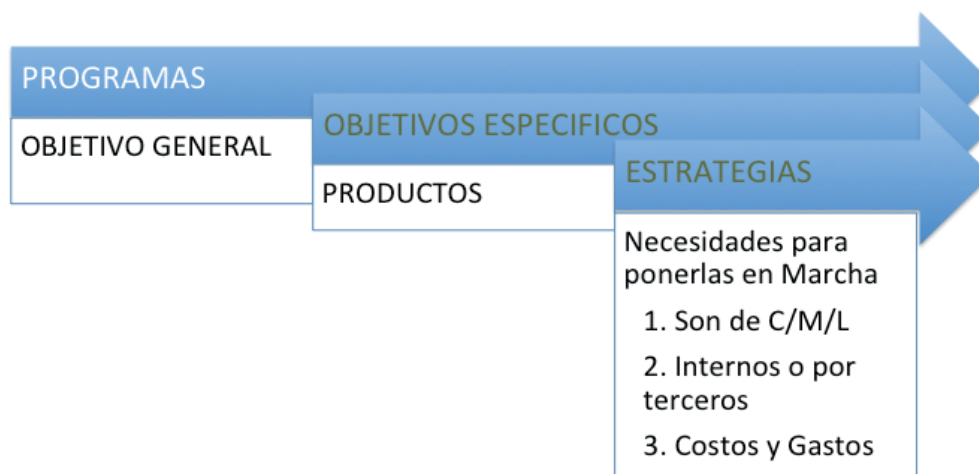 PROGRAMAS
OBJETIVO GENERAL
OBJETIVOS ESPECIFICOS
PRODUCTOS
ESTRATEGIAS
Necesidades para
ponerlas en Marcha
1. Son de C/M/L
2. Internos o por
terceros
3. Costos y Gastos